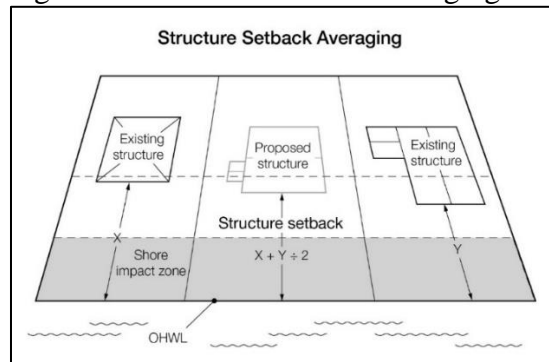 Structure Setback Averaging
Existing
structure
Proposed
structure
Existing
structure
Structure setback
X
Shore
impact zone
X + Y ÷ 2
Y
OHWL